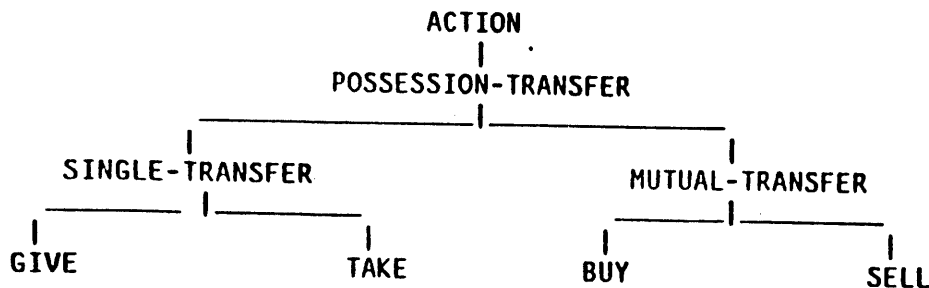 ACTION
POSSESSION-TRANSFER
SINGLE-TRANSFER MUTUAL-TRANSFER
GIVE TAKE BUY SELL